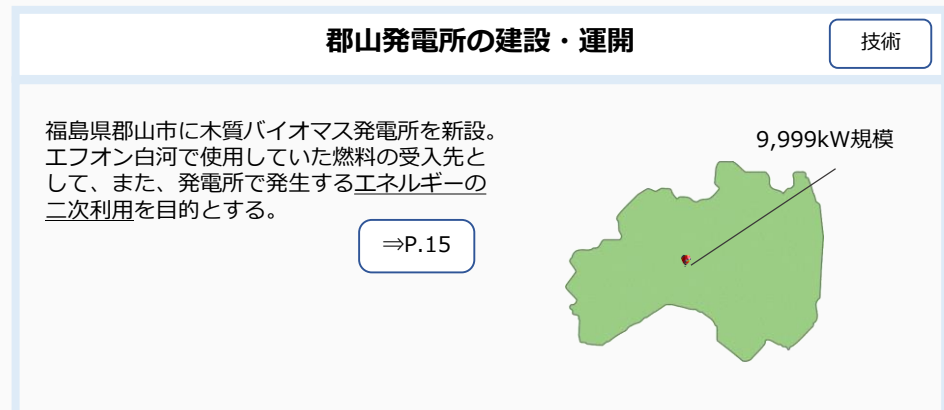 郡山発電所の建設・運開
技術
福島県郡山市に木質バイオマス発電所を新設。
エフオン白河で使用していた燃料の受入先と
して、また、発電所で発生するエネルギーの
二次利用を目的とする。
⇒P.15
9,999kW規模